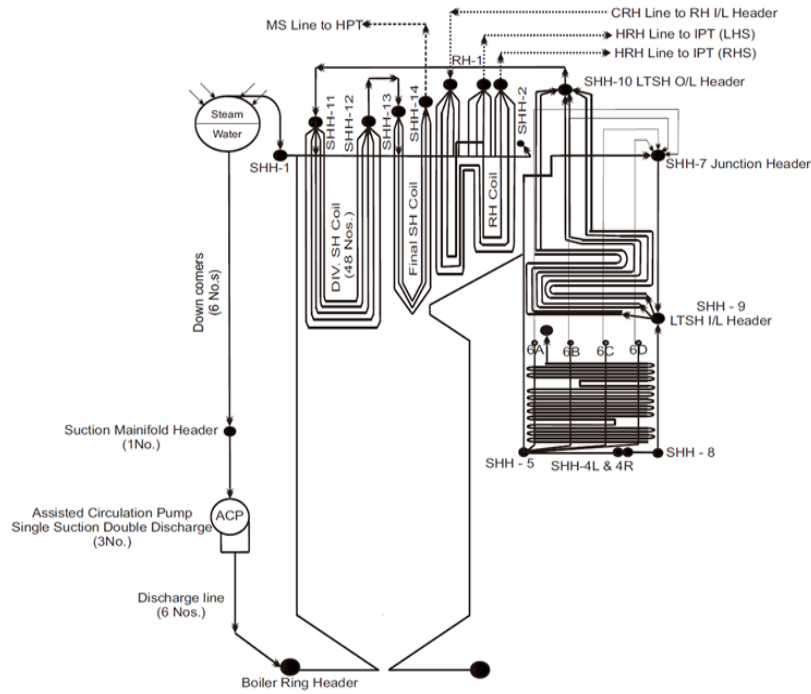 CRH Line to RH I/L Header
MS Line to HPT
HRH Line to IPT (LHS)
HRH Line to IPT (RHS)
RH-1
SHH-10 LTSH O/L Header
SHH-11
SHH-12
SHH-13
SHH-14
SHH-2
Steam
Water
SHH-1
SHH-7 Junction Header
DIV. SH Coil
(48 Nos.)
Final SH Coil
RH Coil
Down comers
(6 No.s)
SHH - 9
LTSH I/L Header
6A
6B
6C
6D
Suction Mainifold Header
(1No.)
SHH - 5
SHH-4L & 4R
SHH - 8
Assisted Circulation Pump
Single Suction Double Discharge
(3No.)
ACP
Discharge line
(6 Nos.)
Boiler Ring Header